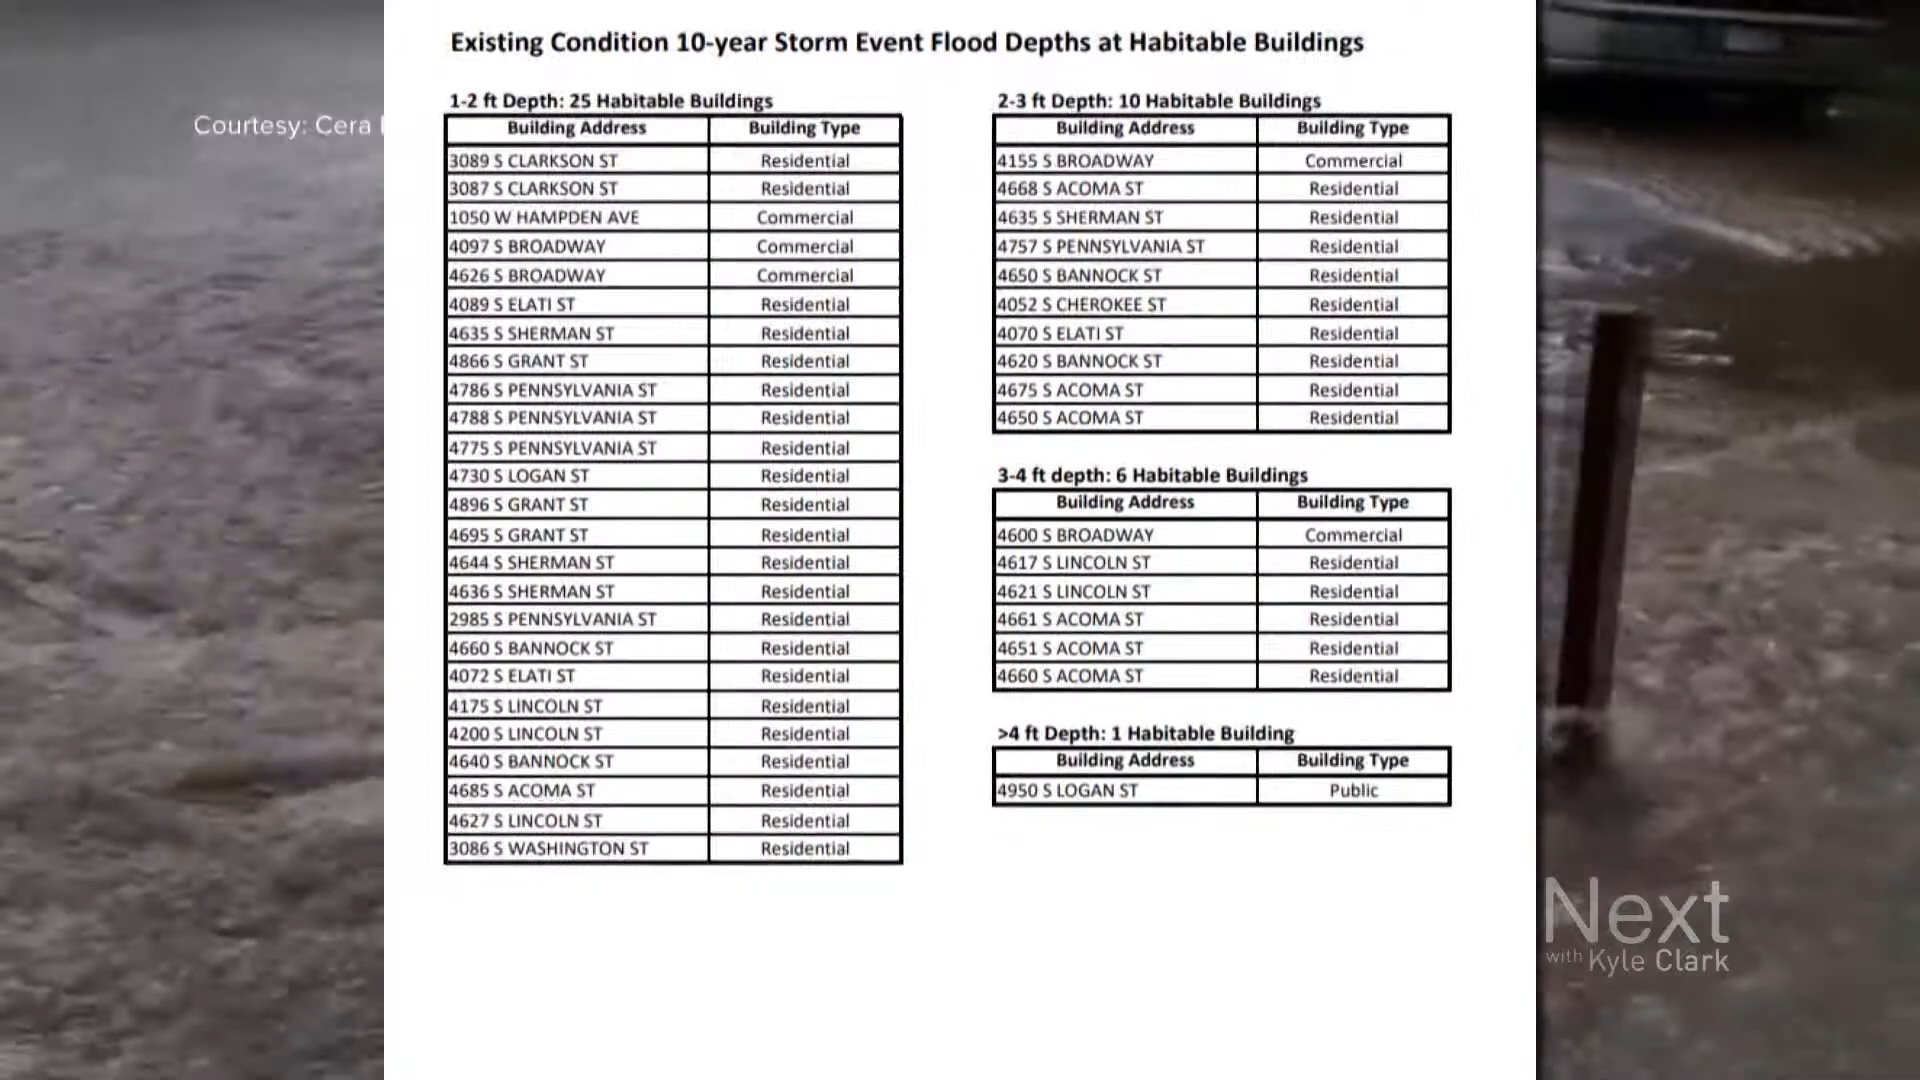 Existing Condition 10-year Storm Event Flood Depths at Habitable Buildings
Courtesy: Cera
1-2 ft Depth: 25 Habitable Buildings
Building Address Building Type
3089 S CLARKSON ST Residential
3087 S CLARKSON ST Residential
1050 W HAMPDEN AVE Commercial
4097 S BROADWAY Commercial
4626 S BROADWAY Commercial
4089 S ELATI ST Residential
4635 S SHERMAN ST Residential
4866 S GRANT ST Residential
4786 S PENNSYLVANIA ST Residential
4788 S PENNSYLVANIA ST Residential
4775 S PENNSYLVANIA ST Residential
4730 S LOGAN ST Residential
4896 S GRANT ST Residential
4695 S GRANT ST Residential
4644 S SHERMAN ST Residential
4636 S SHERMAN ST Residential
2985 S PENNSYLVANIA ST Residential
4660 S BANNOCK ST Residential
4072 S ELATI ST Residential
4175 S LINCOLN ST Residential
4200 S LINCOLN ST Residential
4640 S BANNOCK ST Residential
4685 S ACOMA ST Residential
4627 S LINCOLN ST Residential
3086 S WASHINGTON ST Residential
2-3 ft Depth: 10 Habitable Buildings
Building Address Building Type
4155 S BROADWAY Commercial
4668 S ACOMA ST Residential
4635 S SHERMAN ST Residential
4757 S PENNSYLVANIA ST Residential
4650 S BANNOCK ST Residential
4052 S CHEROKEE ST Residential
4070 S ELATI ST Residential
4620 S BANNOCK ST Residential
4675 S ACOMA ST Residential
4650 S ACOMA ST Residential
3-4 ft depth: 6 Habitable Buildings
Building Address Building Type
4600 S BROADWAY Commercial
4617 S LINCOLN ST Residential
4621 S LINCOLN ST Residential
4661 S ACOMA ST Residential
4651 S ACOMA ST Residential
4660 S ACOMA ST Residential
>4 ft Depth: 1 Habitable Building
Building Address Building Type
4950 S LOGAN ST Public
Next
with Kyle Clark